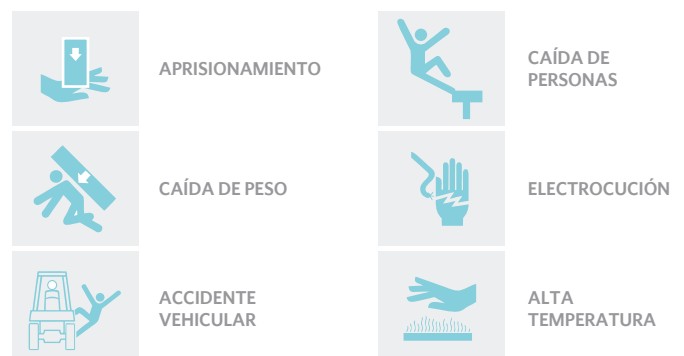 APRISIONAMIENTO
CAÍDA DE
PERSONAS
CAÍDA DE PESO
ELECTROCUCIÓN
ACCIDENTE
VEHICULAR
ALTA
TEMPERATURA